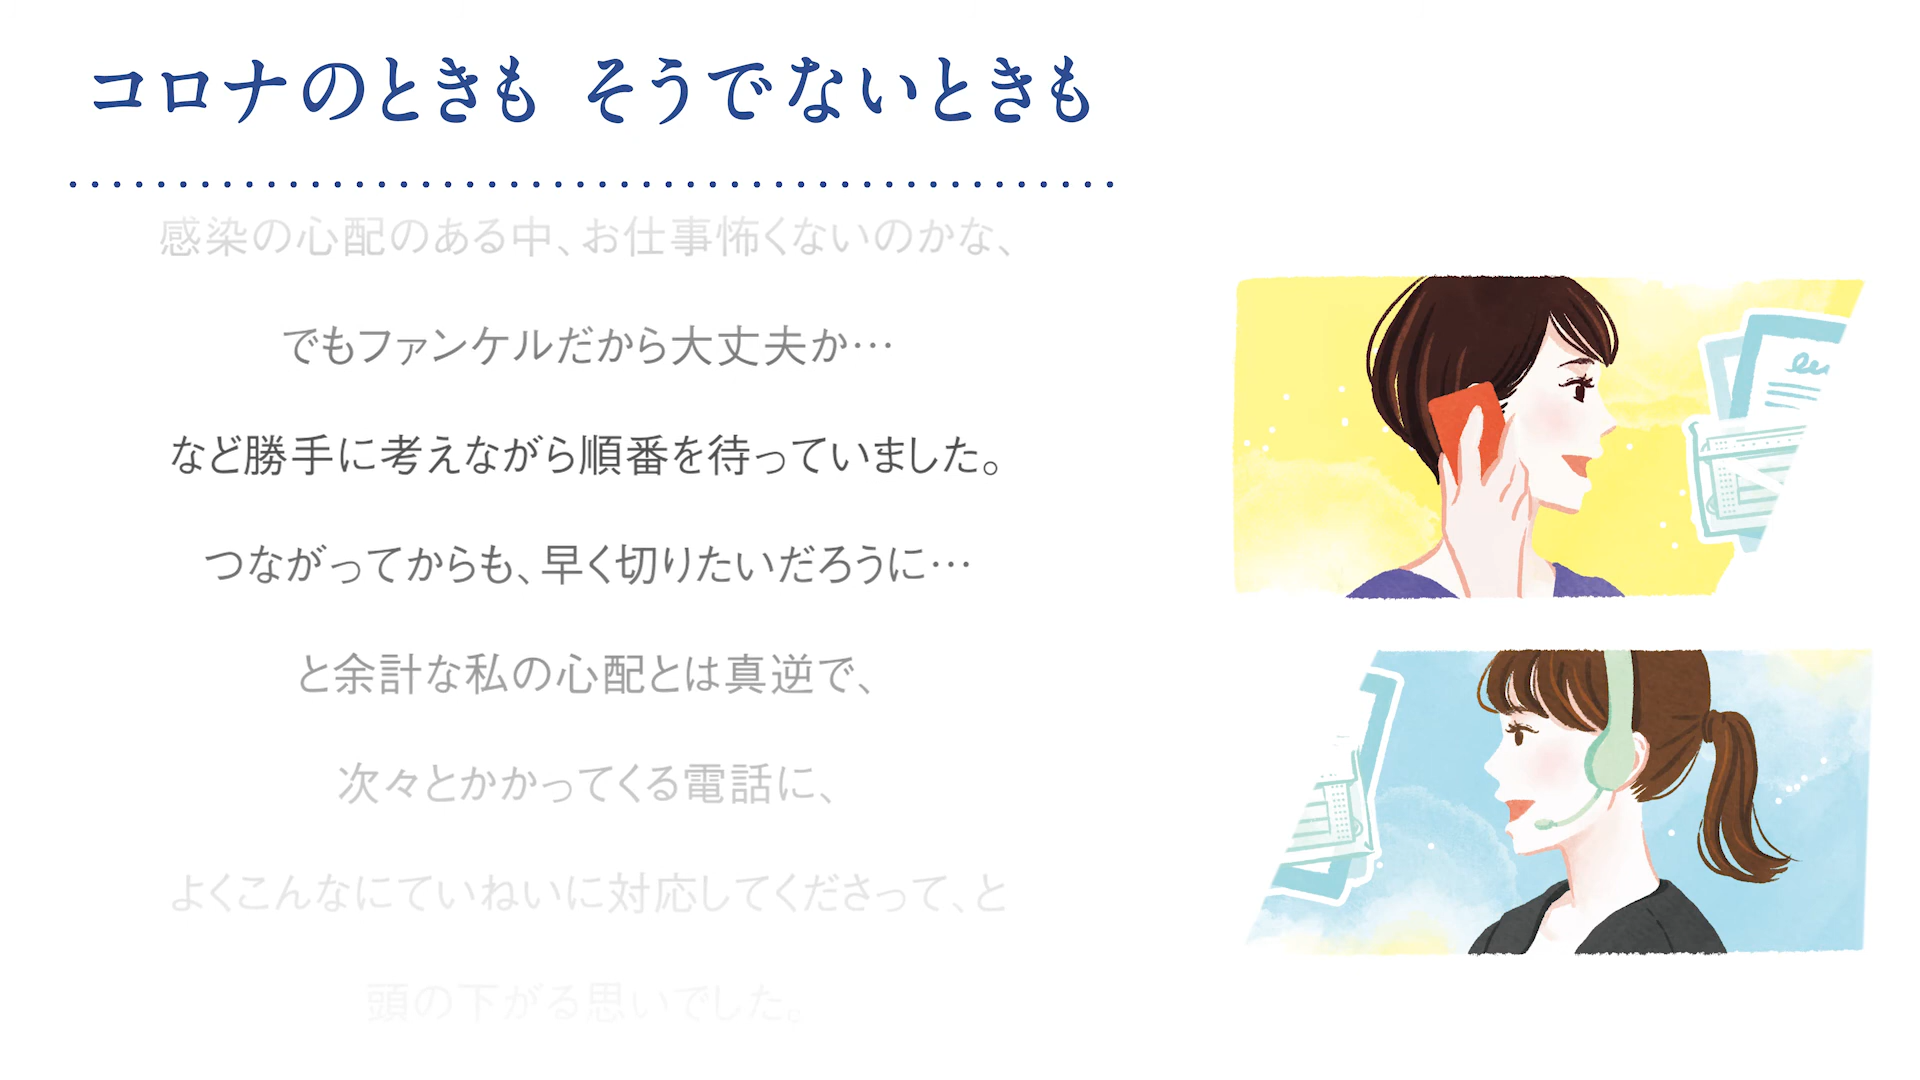 コロナのときも そうでないときも
感染の心配のある中、お仕事怖くないのかな、
でもファンケルだから大丈夫か…
など勝手に考えながら順番を待っていました。
つながってからも、早く切りたいだろうに…
と余計な私の心配とは真逆で、
次々とかかってくる電話に、
よくこんなにていねいに対応してくださって、と
頭の下がる思いでした。